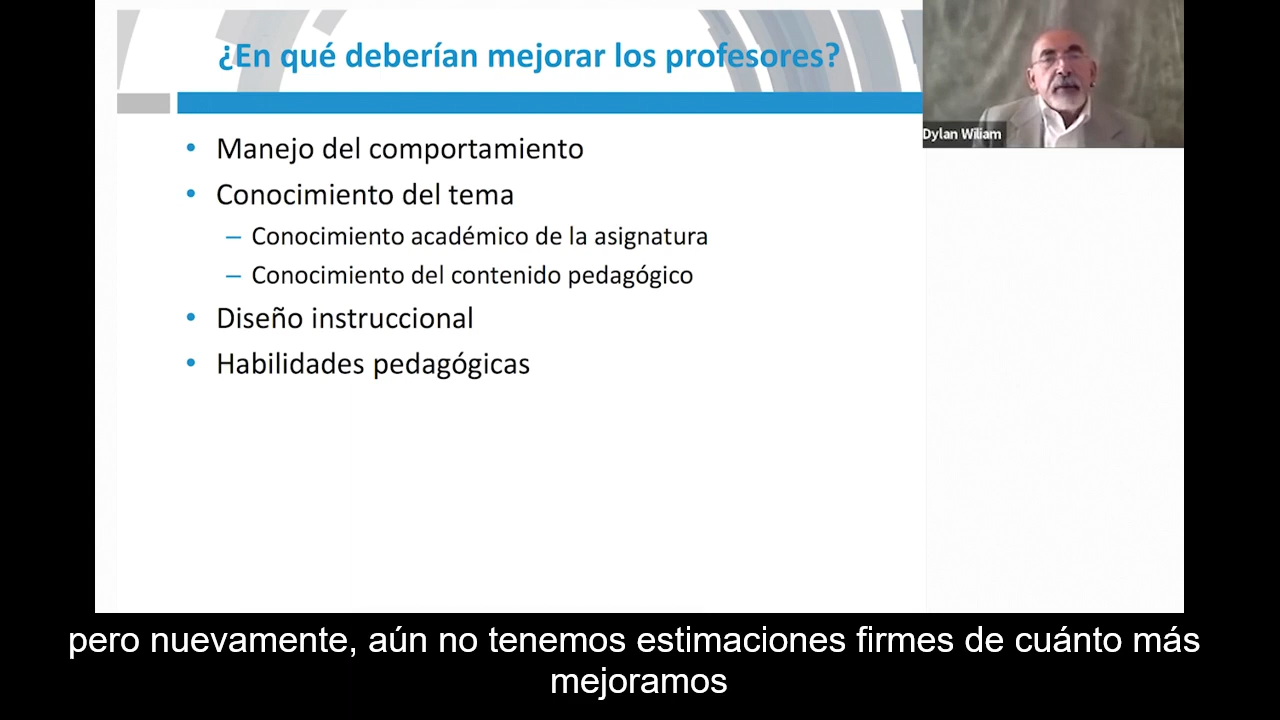 ¿En qué deberían mejorar los profesores?
Dylan Wiliam
• Manejo del comportamiento
• Conocimiento del tema
– Conocimiento académico de la asignatura
– Conocimiento del contenido pedagógico
• Diseño instruccional
• Habilidades pedagógicas
pero nuevamente, aún no tenemos estimaciones firmes de cuánto más
mejoramos